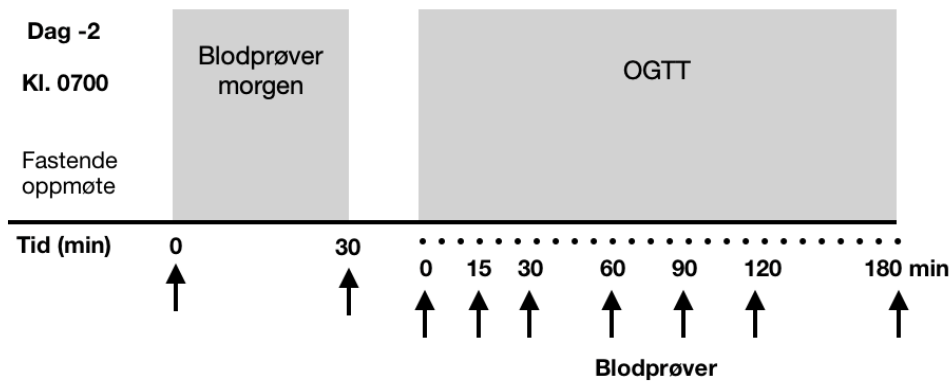 Dag -2
Kl. 0700
Fastende
oppmøte
Blodprøver
morgen
OGTT
Tid (min)
0
30
0 15 30 60 90 120 180 min
Blodprøver